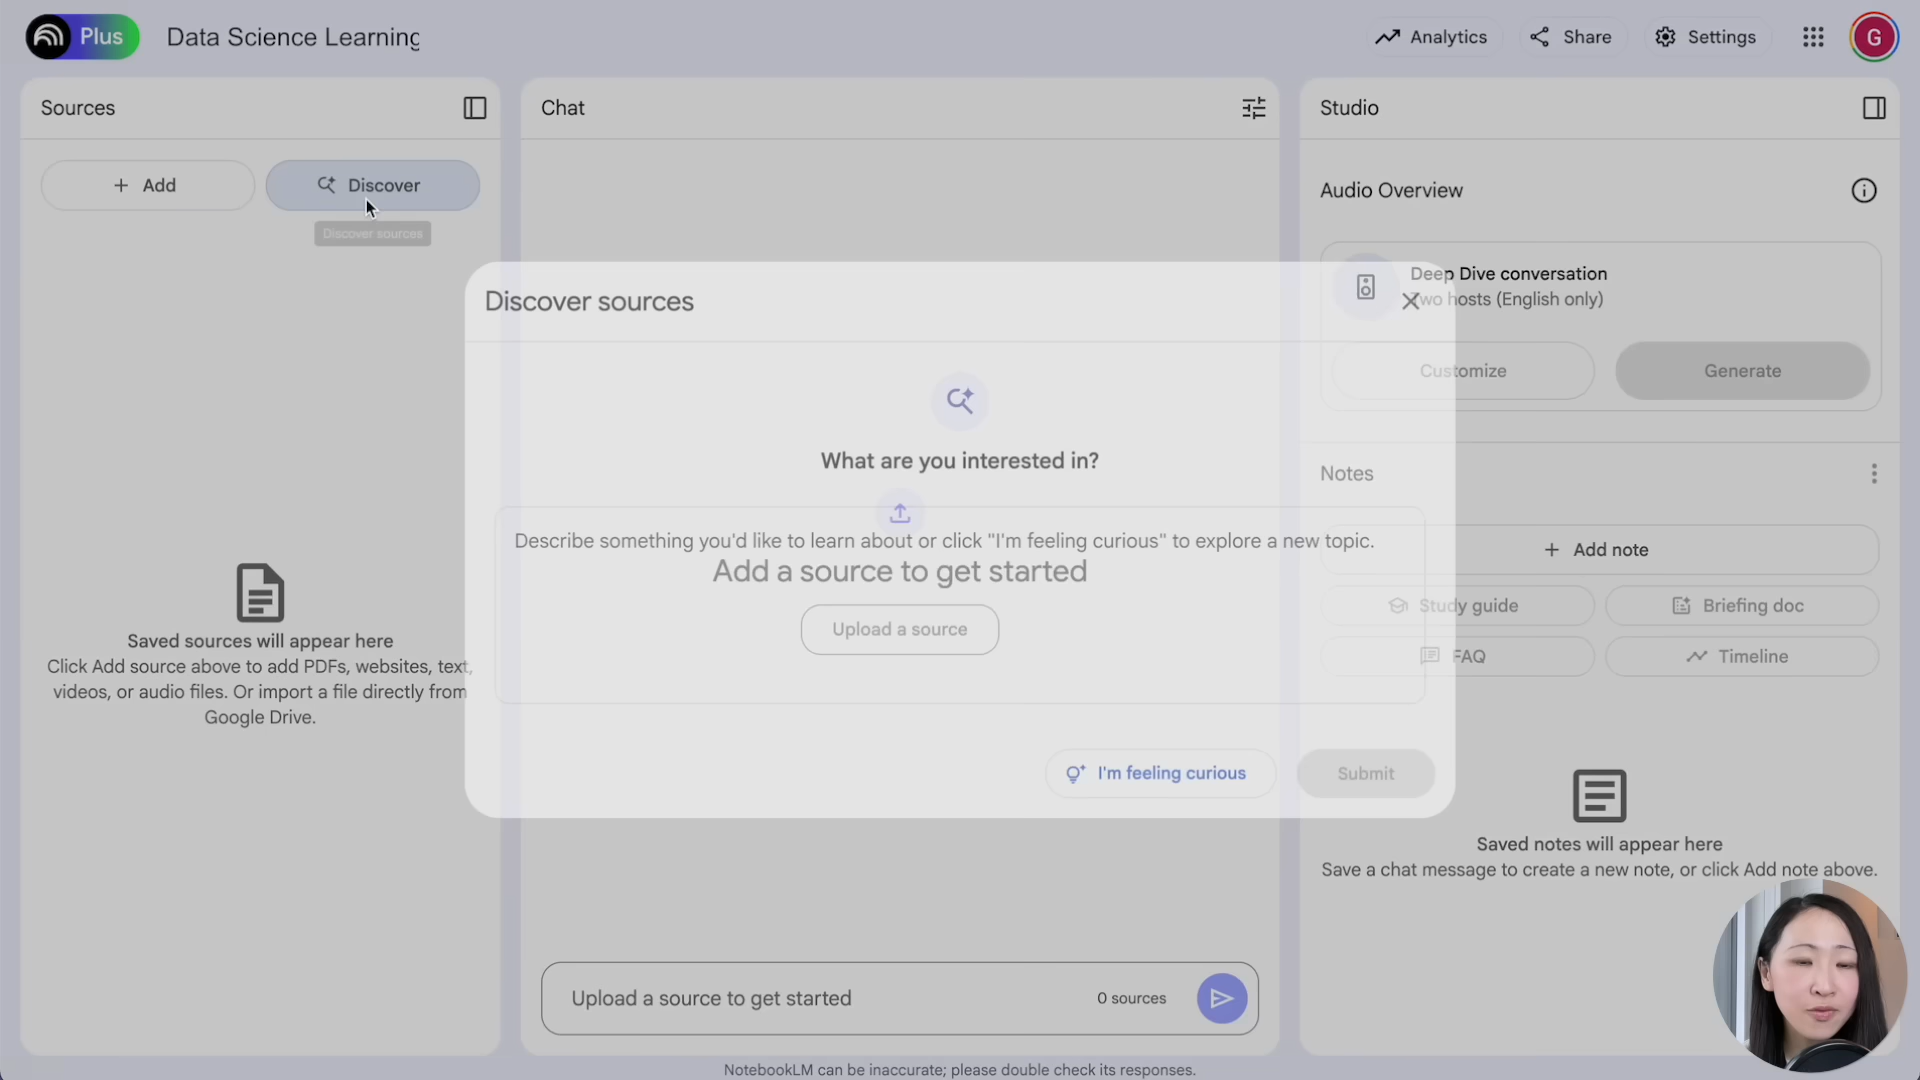 Plus
Data Science Learning
Analytics
Share
Settings
G
Sources
Add
Discover
Discover sources
Saved sources will appear here
Click Add source above to add PDFs, websites, text,
videos, or audio files. Or import a file directly from
Google Drive.
Chat
Discover sources
What are you interested in?
Describe something you'd like to learn about or click "I'm feeling curious" to explore a new topic.
Add a source to get started
Upload a source
I'm feeling curious
Submit
Upload a source to get started
0 sources
Studio
Audio Overview
Deep Dive conversation
Two hosts (English only)
Customize
Generate
Notes
Add note
Study guide
Briefing doc
FAQ
Timeline
Saved notes will appear here
Save a chat message to create a new note, or click Add note above.
NotebookLM can be inaccurate; please double check its responses.